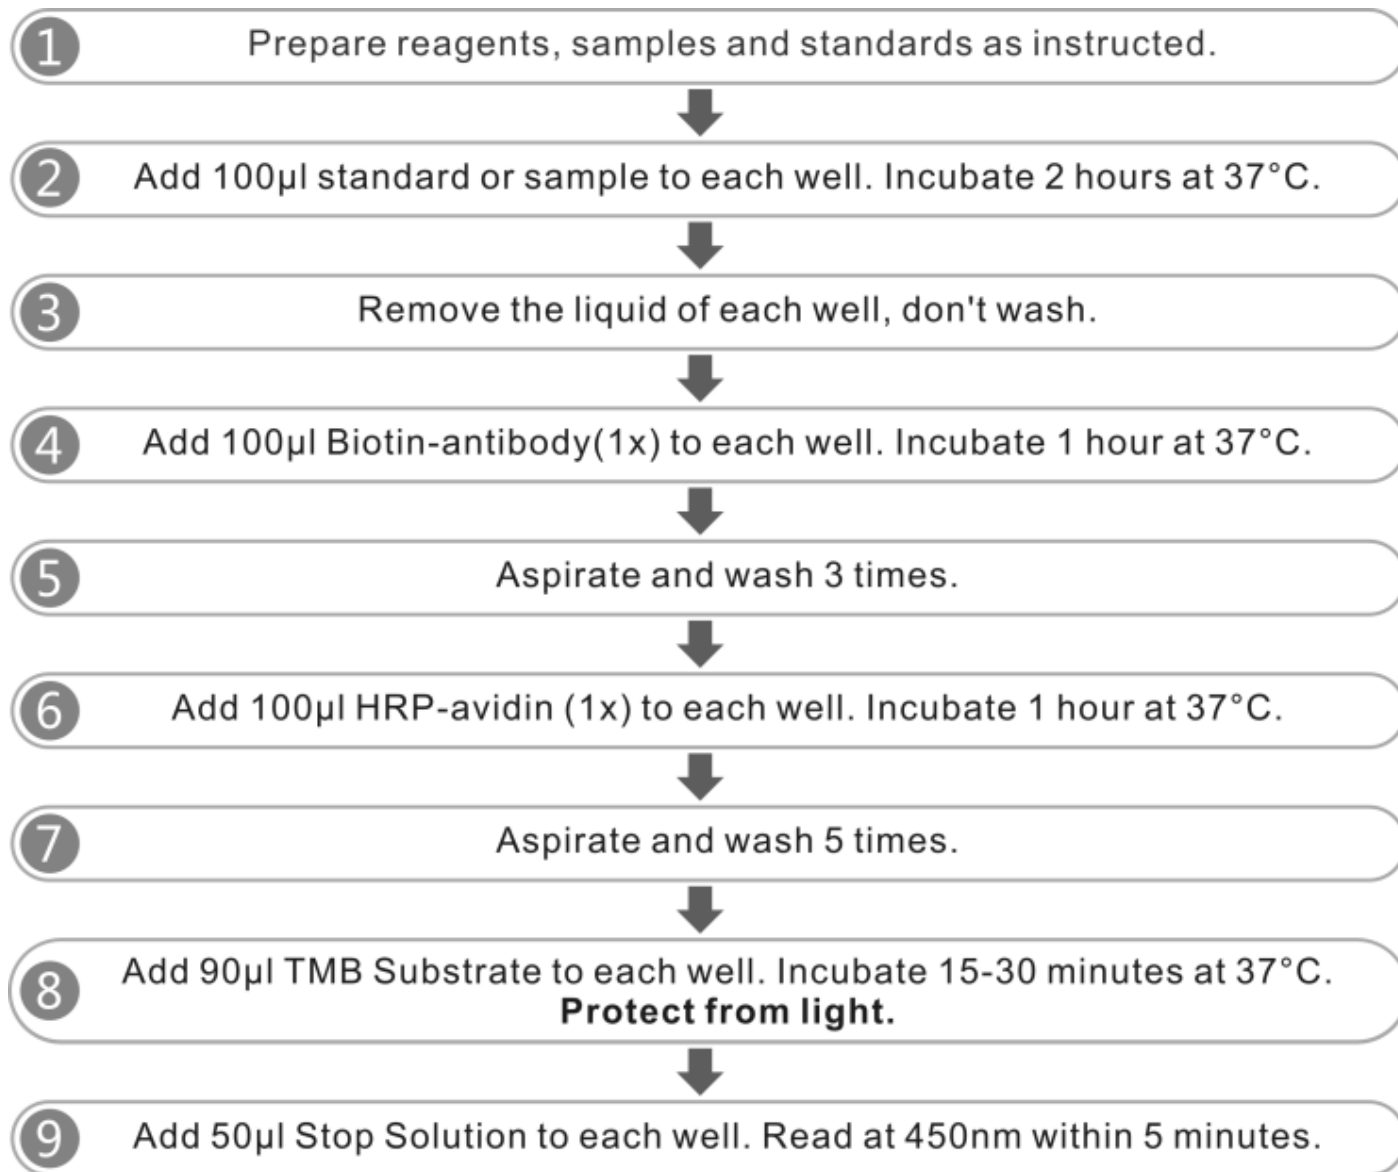 1 Prepare reagents, samples and standards as instructed.
2 Add 100μl standard or sample to each well. Incubate 2 hours at 37°C.
3 Remove the liquid of each well, don't wash.
4 Add 100μl Biotin-antibody(1x) to each well. Incubate 1 hour at 37°C.
5 Aspirate and wash 3 times.
6 Add 100μl HRP-avidin (1x) to each well. Incubate 1 hour at 37°C.
7 Aspirate and wash 5 times.
8 Add 90μl TMB Substrate to each well. Incubate 15-30 minutes at 37°C.
Protect from light.
9 Add 50μl Stop Solution to each well. Read at 450nm within 5 minutes.